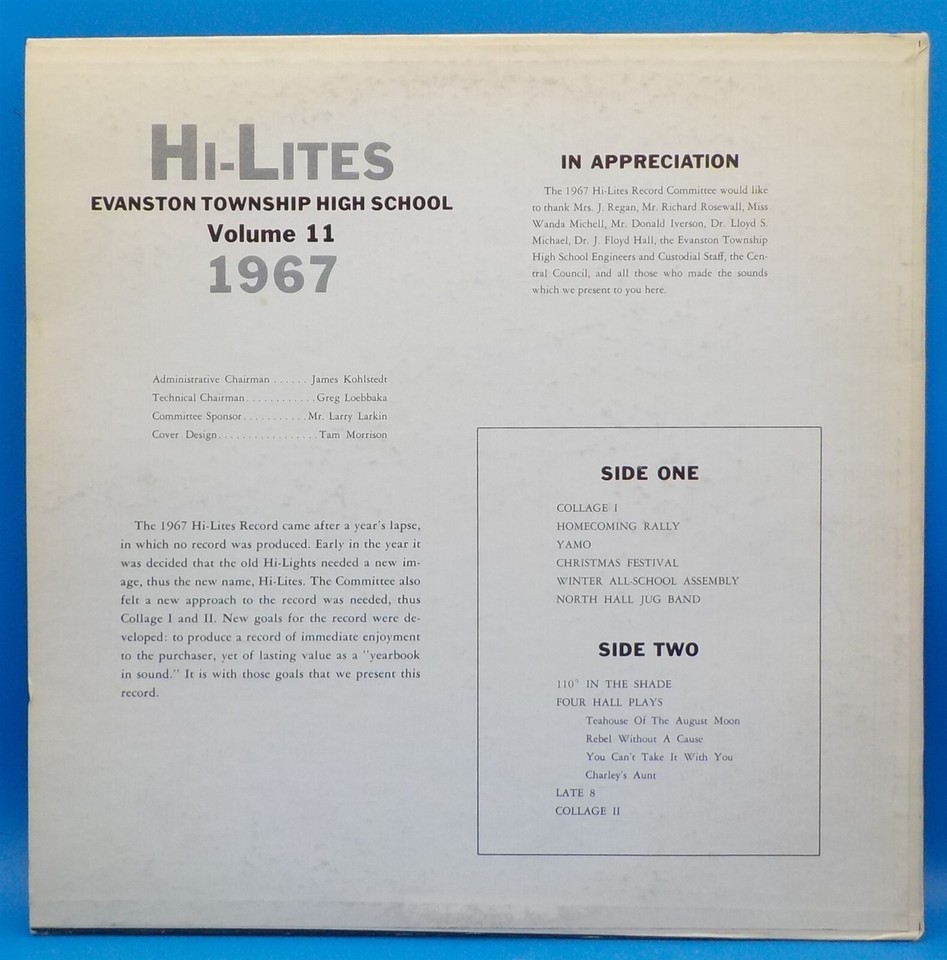 HI-LITES
EVANSTON TOWNSHIP HIGH SCHOOL
Volume 11
1967
Administrative Chairman . . . . . . James Kohlstedt
Technical Chairman . . . . . . . . . . . . Greg Loebbaka
Committee Sponsor . . . . . . . . . . . Mr. Larry Larkin
Cover Design . . . . . . . . . . . . . . . . . Tam Morrison
The 1967 Hi-Lites Record came after a year's lapse,
in which no record was produced. Early in the year it
was decided that the old Hi-Lights needed a new im-
age, thus the new name, Hi-Lites. The Committee also
felt a new approach to the record was needed, thus
Collage I and II. New goals for the record were de-
veloped: to produce a record of immediate enjoyment
to the purchaser, yet of lasting value as a "yearbook
in sound." It is with those goals that we present this
record.
IN APPRECIATION
The 1967 Hi-Lites Record Committee would like
to thank Mrs. J. Regan, Mr. Richard Rosewall, Miss
Wanda Michell, Mr. Donald Iverson, Dr. Lloyd S.
Michael, Dr. J. Floyd Hall, the Evanston Township
High School Engineers and Custodial Staff, the Cen-
tral Council, and all those who made the sounds
which we present to you here.
SIDE ONE
COLLAGE I
HOMECOMING RALLY
YAMO
CHRISTMAS FESTIVAL
WINTER ALL-SCHOOL ASSEMBLY
NORTH HALL JUG BAND
SIDE TWO
110° IN THE SHADE
FOUR HALL PLAYS
Teahouse Of The August Moon
Rebel Without A Cause
You Can't Take It With You
Charley's Aunt
LATE 8
COLLAGE II